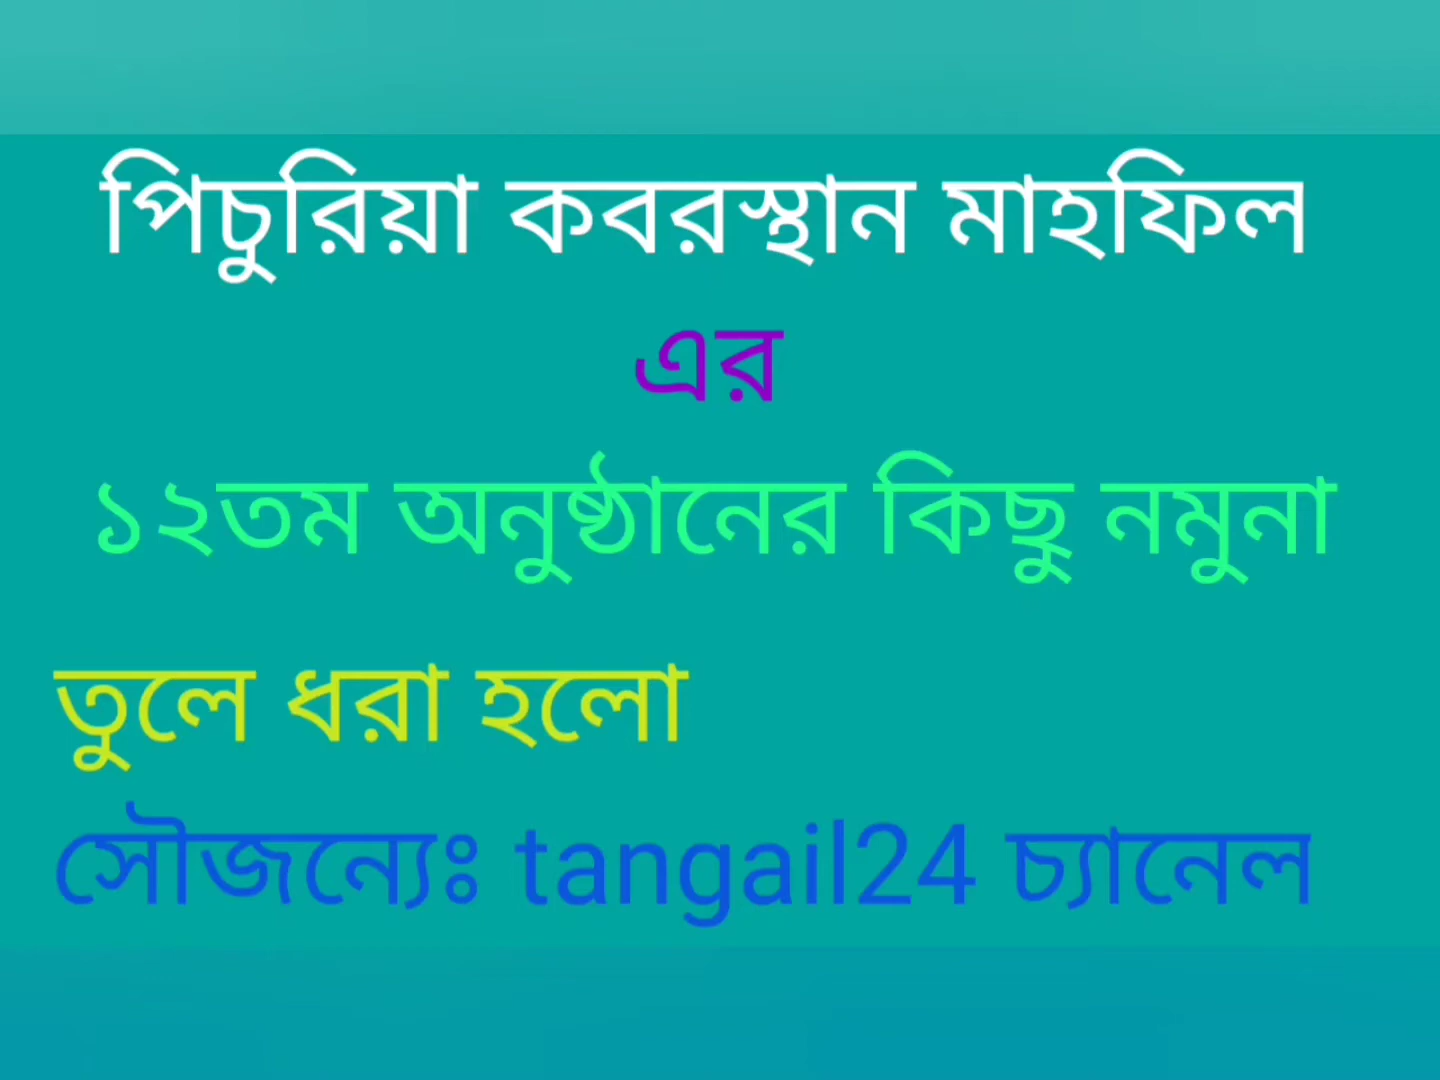 পিচুরিয়া কবরস্থান মাহফিল
এর
১২তম অনুষ্ঠানের কিছু নমুনা
তুলে ধরা হলো
সৌজন্যেঃ tangail24 চ্যানেল